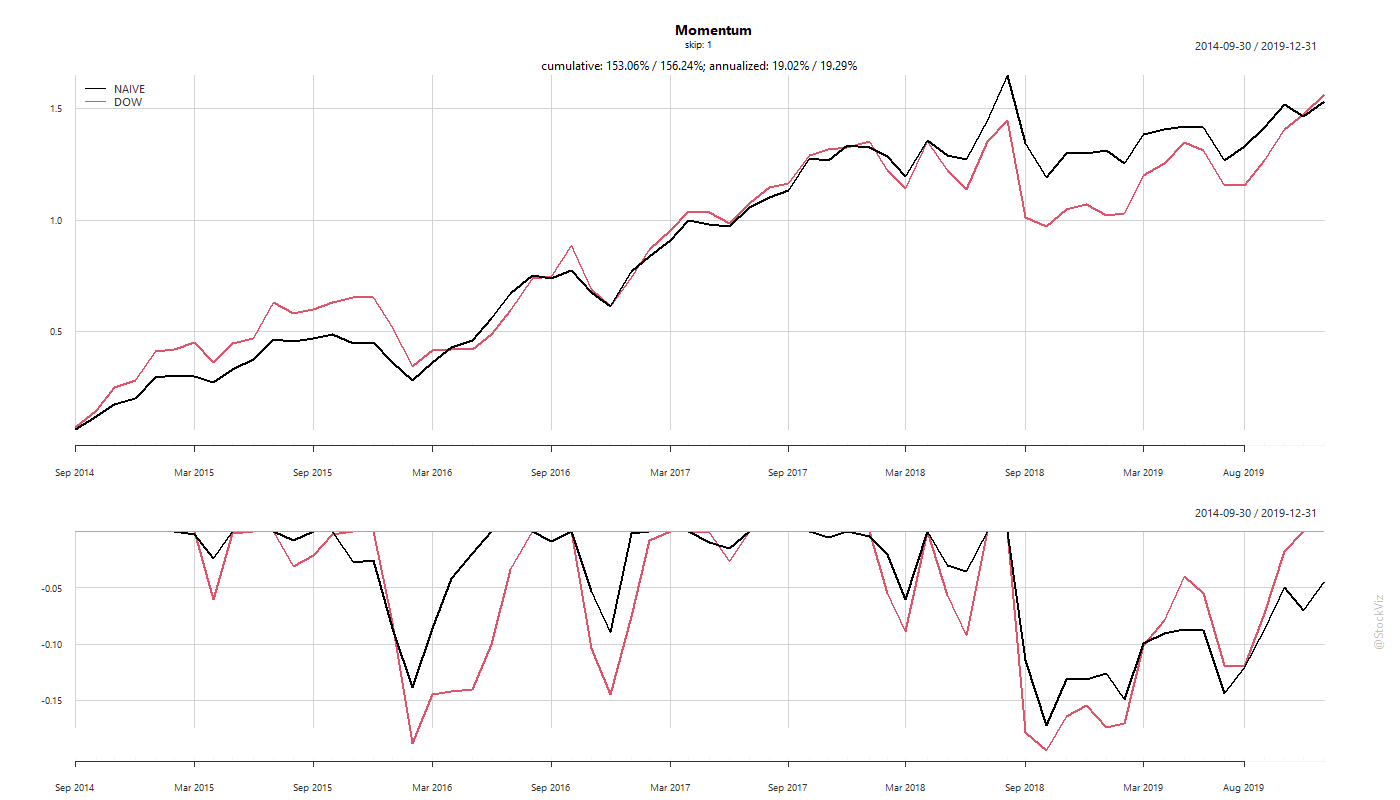 Momentum
skip: 1
2014-09-30 / 2019-12-31
cumulative: 153.06% / 156.24%; annualized: 19.02% / 19.29%
NAIVE
DOW
1.5
1.0
0.5
Sep 2014 Mar 2015 Sep 2015 Mar 2016 Sep 2016 Mar 2017 Sep 2017 Mar 2018 Sep 2018 Mar 2019 Aug 2019
2014-09-30 / 2019-12-31
-0.05
-0.10
-0.15
Sep 2014 Mar 2015 Sep 2015 Mar 2016 Sep 2016 Mar 2017 Sep 2017 Mar 2018 Sep 2018 Mar 2019 Aug 2019
@StockViz